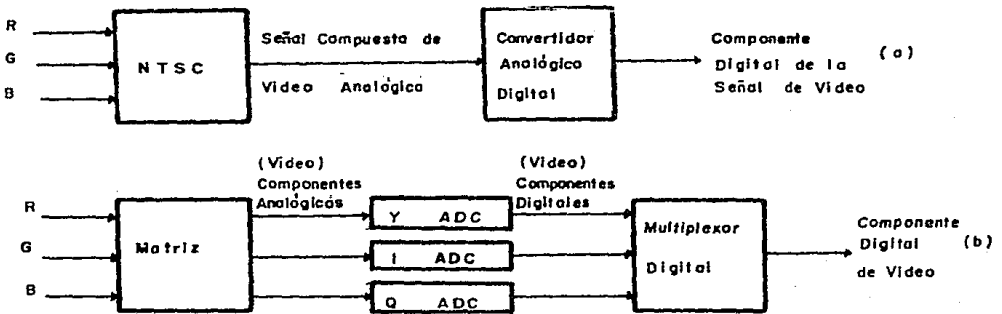 R
G
B
NTSC
Señal Compuesta de
Video Analógica
Convertidor
Analógico
Digital
Componente
Digital de la
Señal de Video
(a)
R
G
B
Matriz
(Video)
Componentes
Analógicos
Y ADC
I ADC
Q ADC
(Video)
Componentes
Digitales
Multiplexor
Digital
Componente
Digital
de Video
(b)